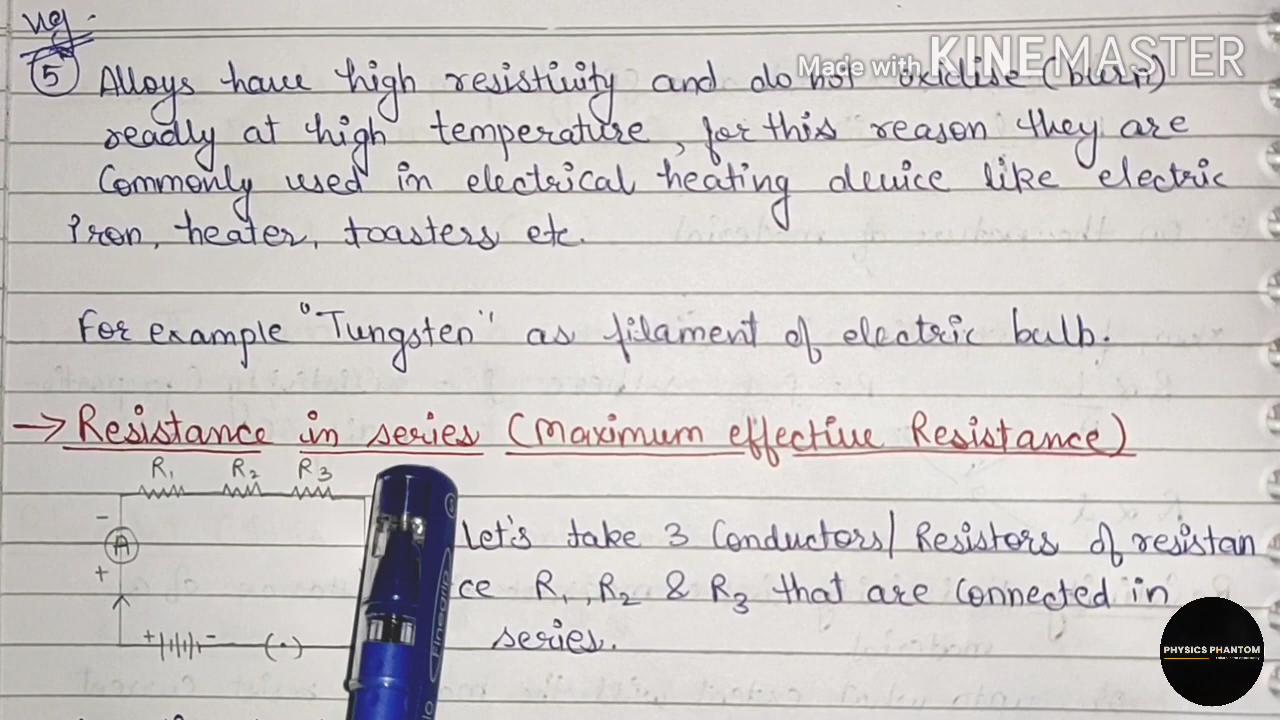 Made with KINEMASTER
⑤ Alloys have high resistivity and do not oxidise (burn)
readly at high temperature, for this reason they are
Commonly used in electrical heating device like electric
iron, heater, toasters etc.
For example "Tungsten" as filament of electric bulb.
→ Resistance in series (Maximum effective Resistance)
R₁ R₂ R3
-
A
+
+ - (.)
Let's take 3 Conductors/Resistors of resistan
ce R₁, R₂ & R₃ that are Connected in
series.
PHYSICS PHANTOM